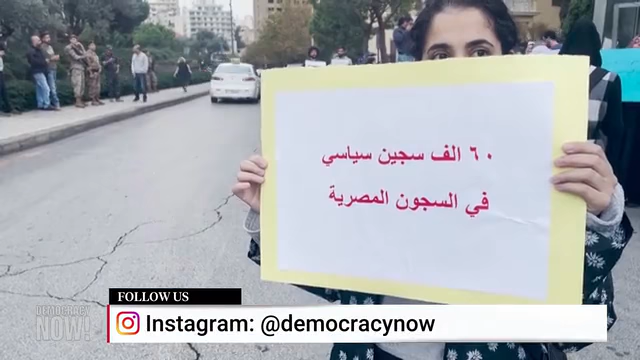 ٦٠ الف سجين سياسي
في السجون المصرية
FOLLOW US
Instagram: @democracynow
DEMOCRACY
NOW!